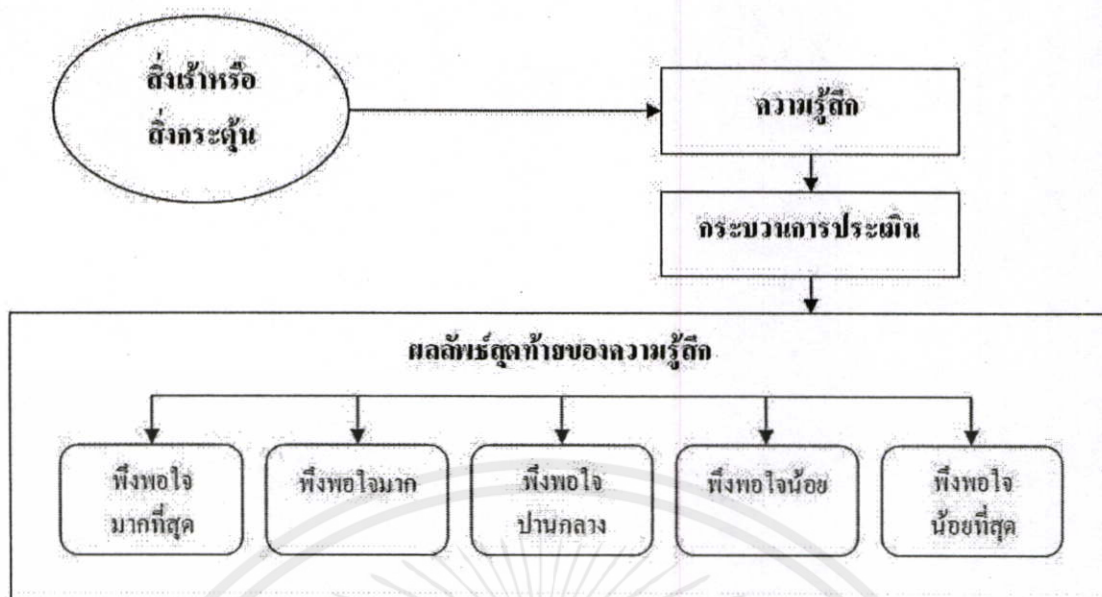 สิ่งเร้าหรือ
สิ่งกระตุ้น
ความรู้สึก
กระบวนการประเมิน
ผลลัพธ์สุดท้ายของความรู้สึก
พึงพอใจ
มากที่สุด
พึงพอใจมาก
พึงพอใจ
ปานกลาง
พึงพอใจน้อย
พึงพอใจ
น้อยที่สุด